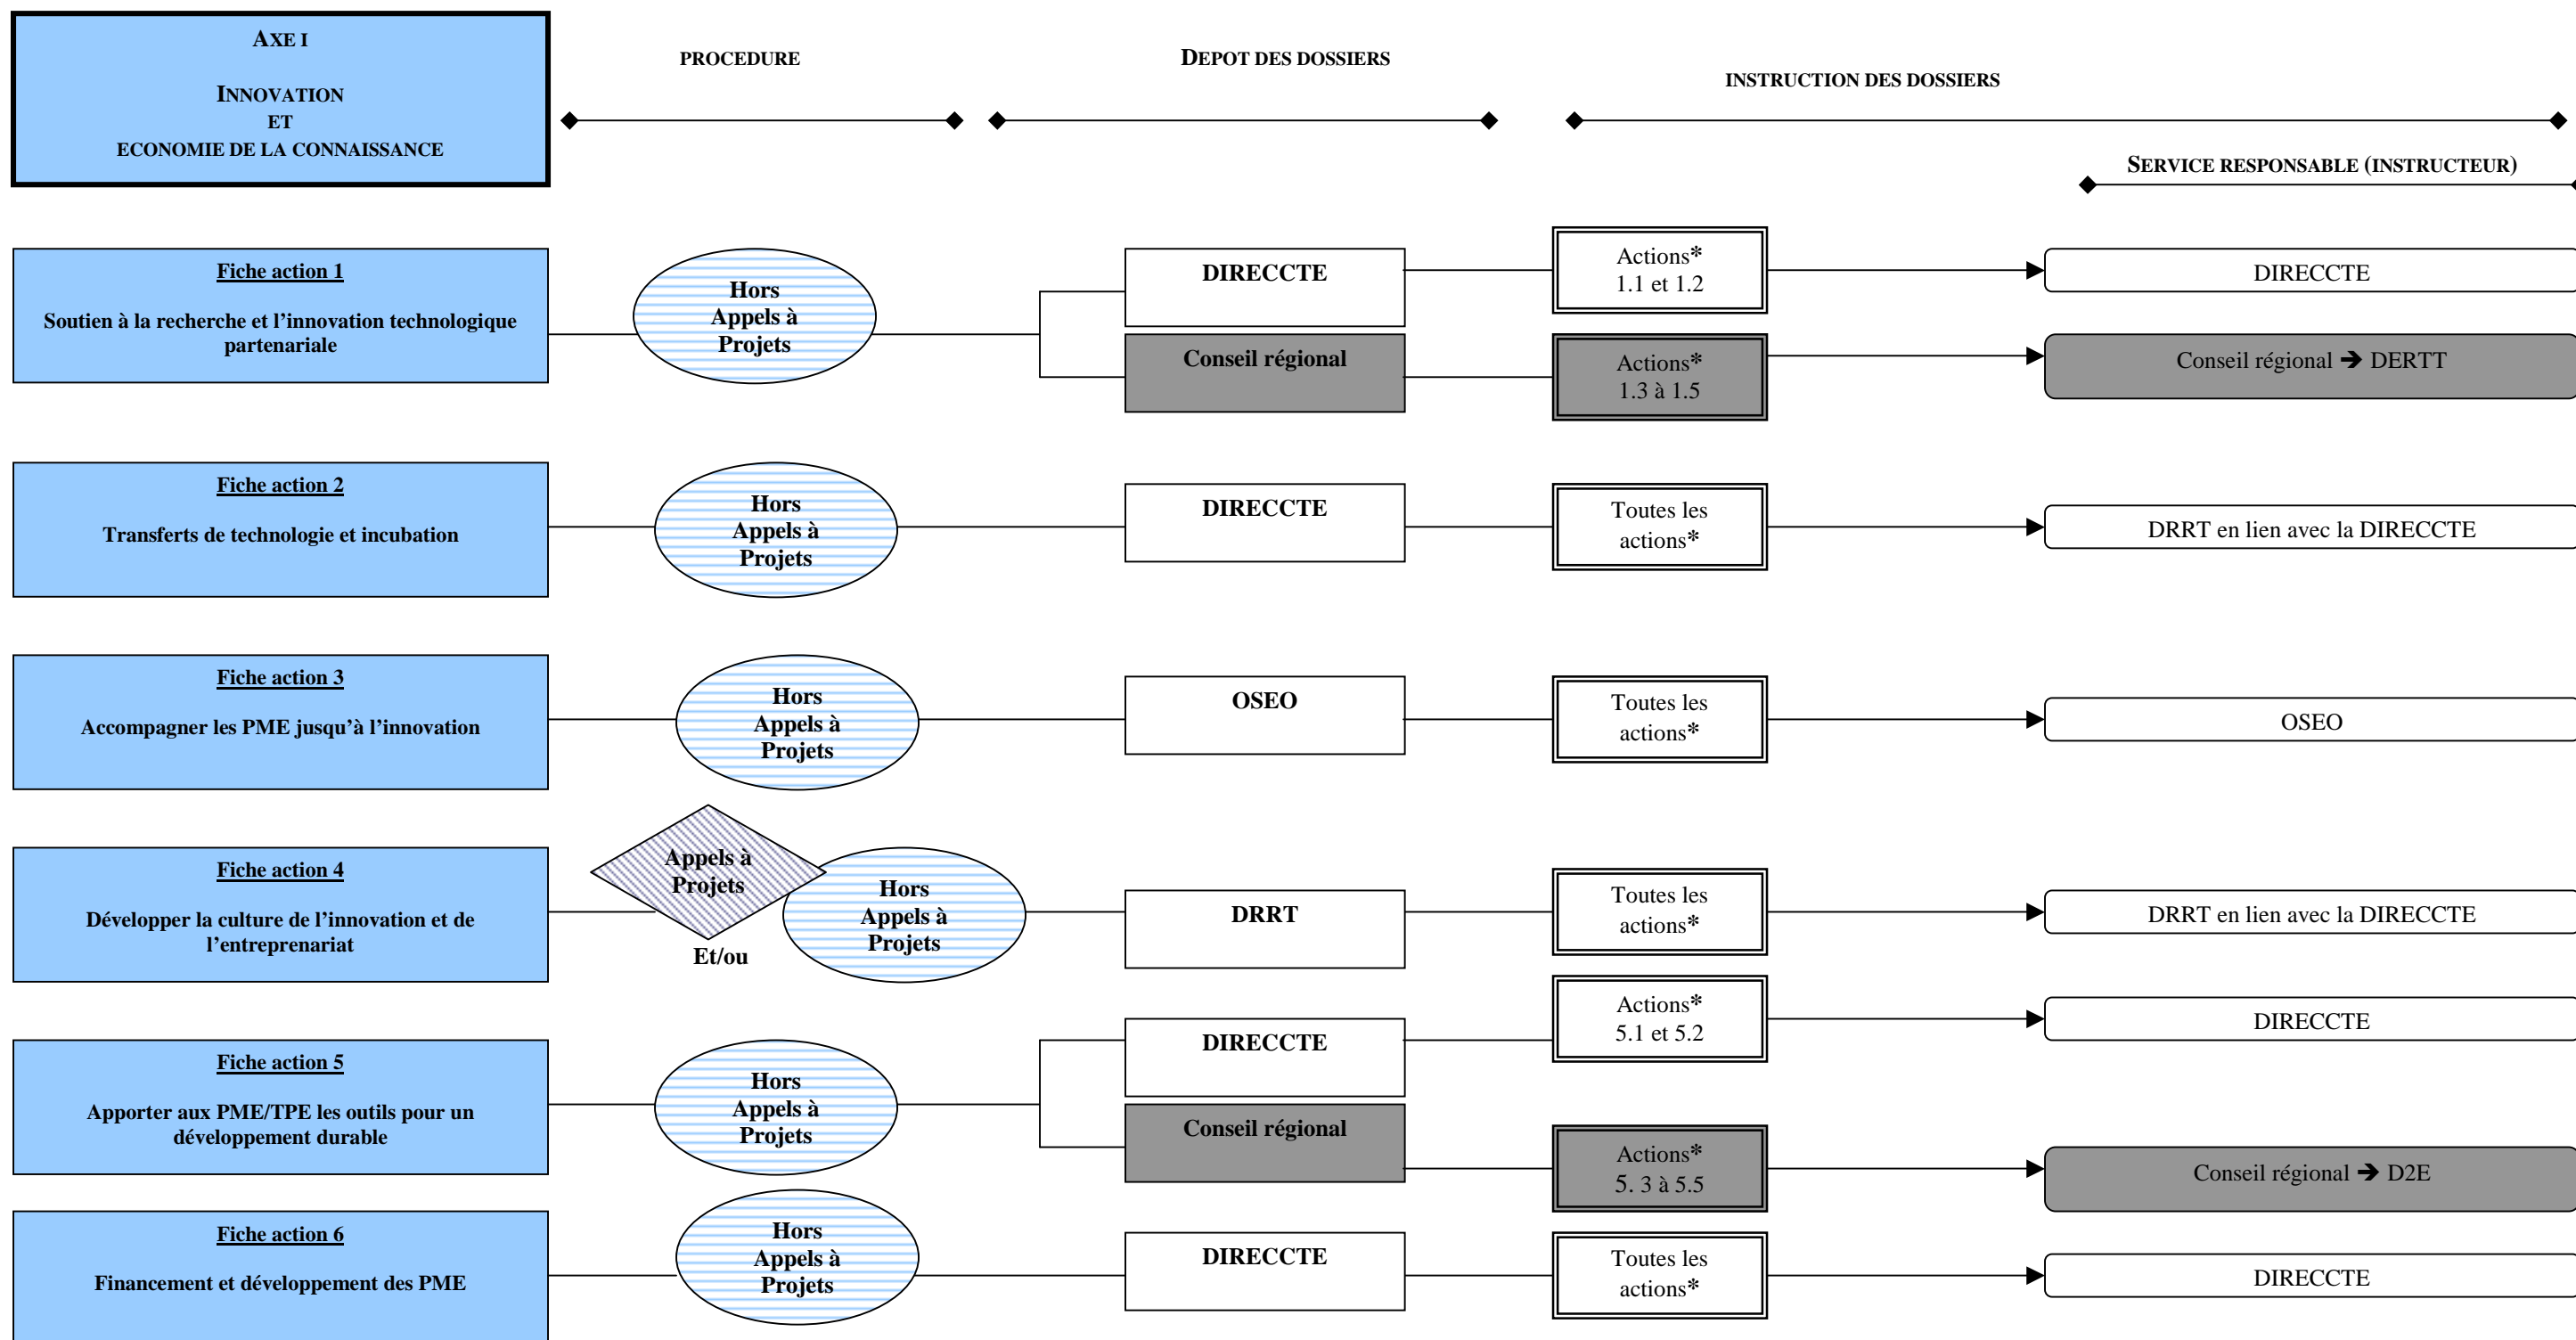 AXE I
INNOVATION
ET
ECONOMIE DE LA CONNAISSANCE
PROCEDURE
DEPOT DES DOSSIERS
INSTRUCTION DES DOSSIERS
SERVICE RESPONSABLE (INSTRUCTEUR)
Fiche action 1
Soutien à la recherche et l’innovation technologique
partenariale
Hors
Appels à
Projets
DIRECCTE
Conseil régional
Actions*
1.1 et 1.2
Actions*
1.3 à 1.5
DIRECCTE
Conseil régional ➔ DERTT
Fiche action 2
Transferts de technologie et incubation
Hors
Appels à
Projets
DIRECCTE
Toutes les
actions*
DRRT en lien avec la DIRECCTE
Fiche action 3
Accompagner les PME jusqu’à l’innovation
Hors
Appels à
Projets
OSEO
Toutes les
actions*
OSEO
Fiche action 4
Développer la culture de l’innovation et de
l’entreprenariat
Appels à
Projets
Et/ou
Hors
Appels à
Projets
DRRT
Toutes les
actions*
DRRT en lien avec la DIRECCTE
Fiche action 5
Apporter aux PME/TPE les outils pour un
développement durable
Hors
Appels à
Projets
DIRECCTE
Conseil régional
Actions*
5.1 et 5.2
Actions*
5. 3 à 5.5
DIRECCTE
Conseil régional ➔ D2E
Fiche action 6
Financement et développement des PME
Hors
Appels à
Projets
DIRECCTE
Toutes les
actions*
DIRECCTE